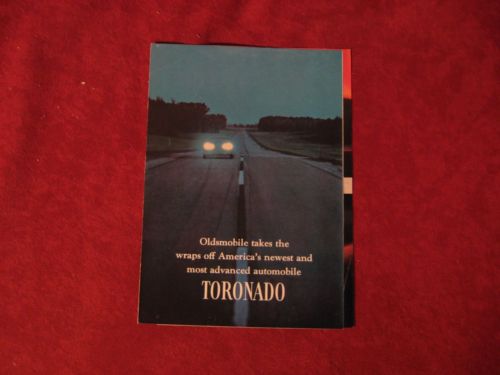 Oldsmobile takes the
wraps off America's newest and
most advanced automobile
TORONADO